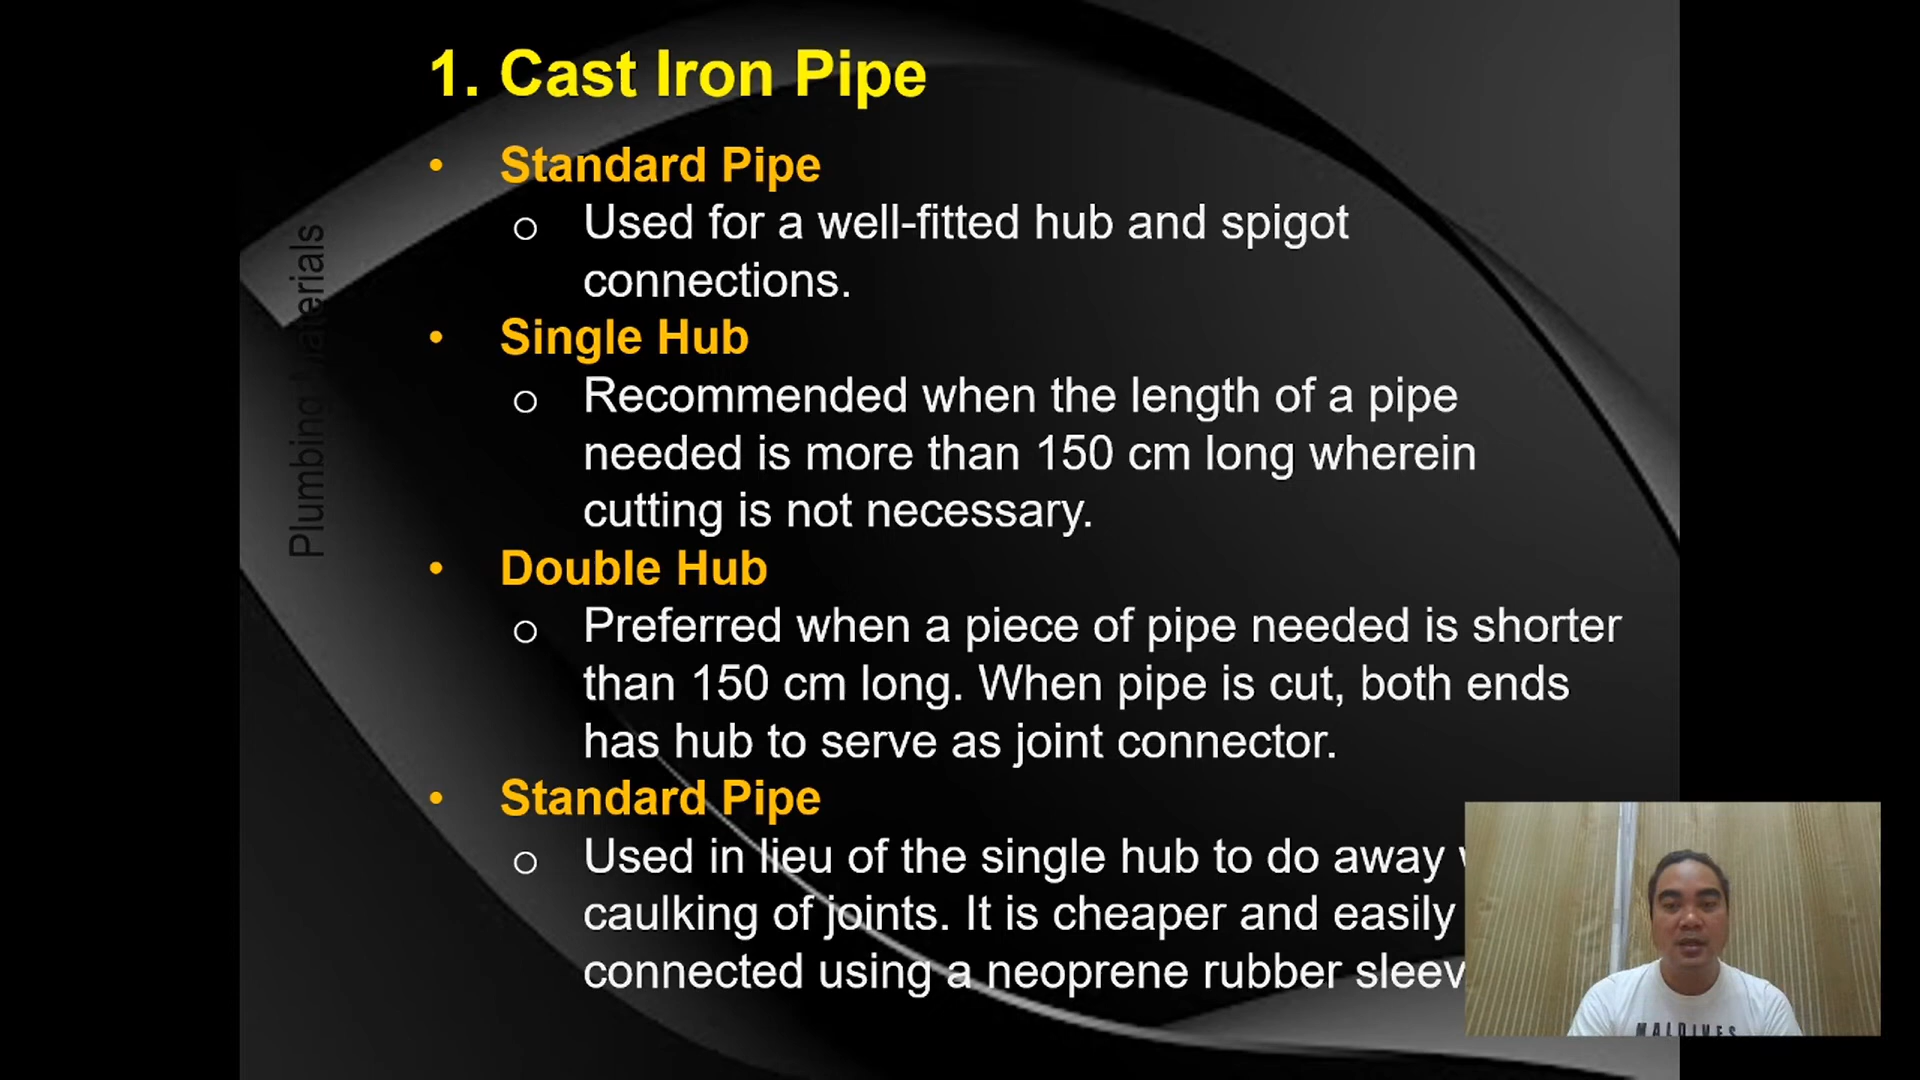 1. Cast Iron Pipe
• Standard Pipe
o Used for a well-fitted hub and spigot
connections.
• Single Hub
o Recommended when the length of a pipe
needed is more than 150 cm long wherein
cutting is not necessary.
• Double Hub
o Preferred when a piece of pipe needed is shorter
than 150 cm long. When pipe is cut, both ends
has hub to serve as joint connector.
• Standard Pipe
o Used in lieu of the single hub to do away
caulking of joints. It is cheaper and easily
connected using a neoprene rubber sleev
Plumbing Materials
MALDIVES